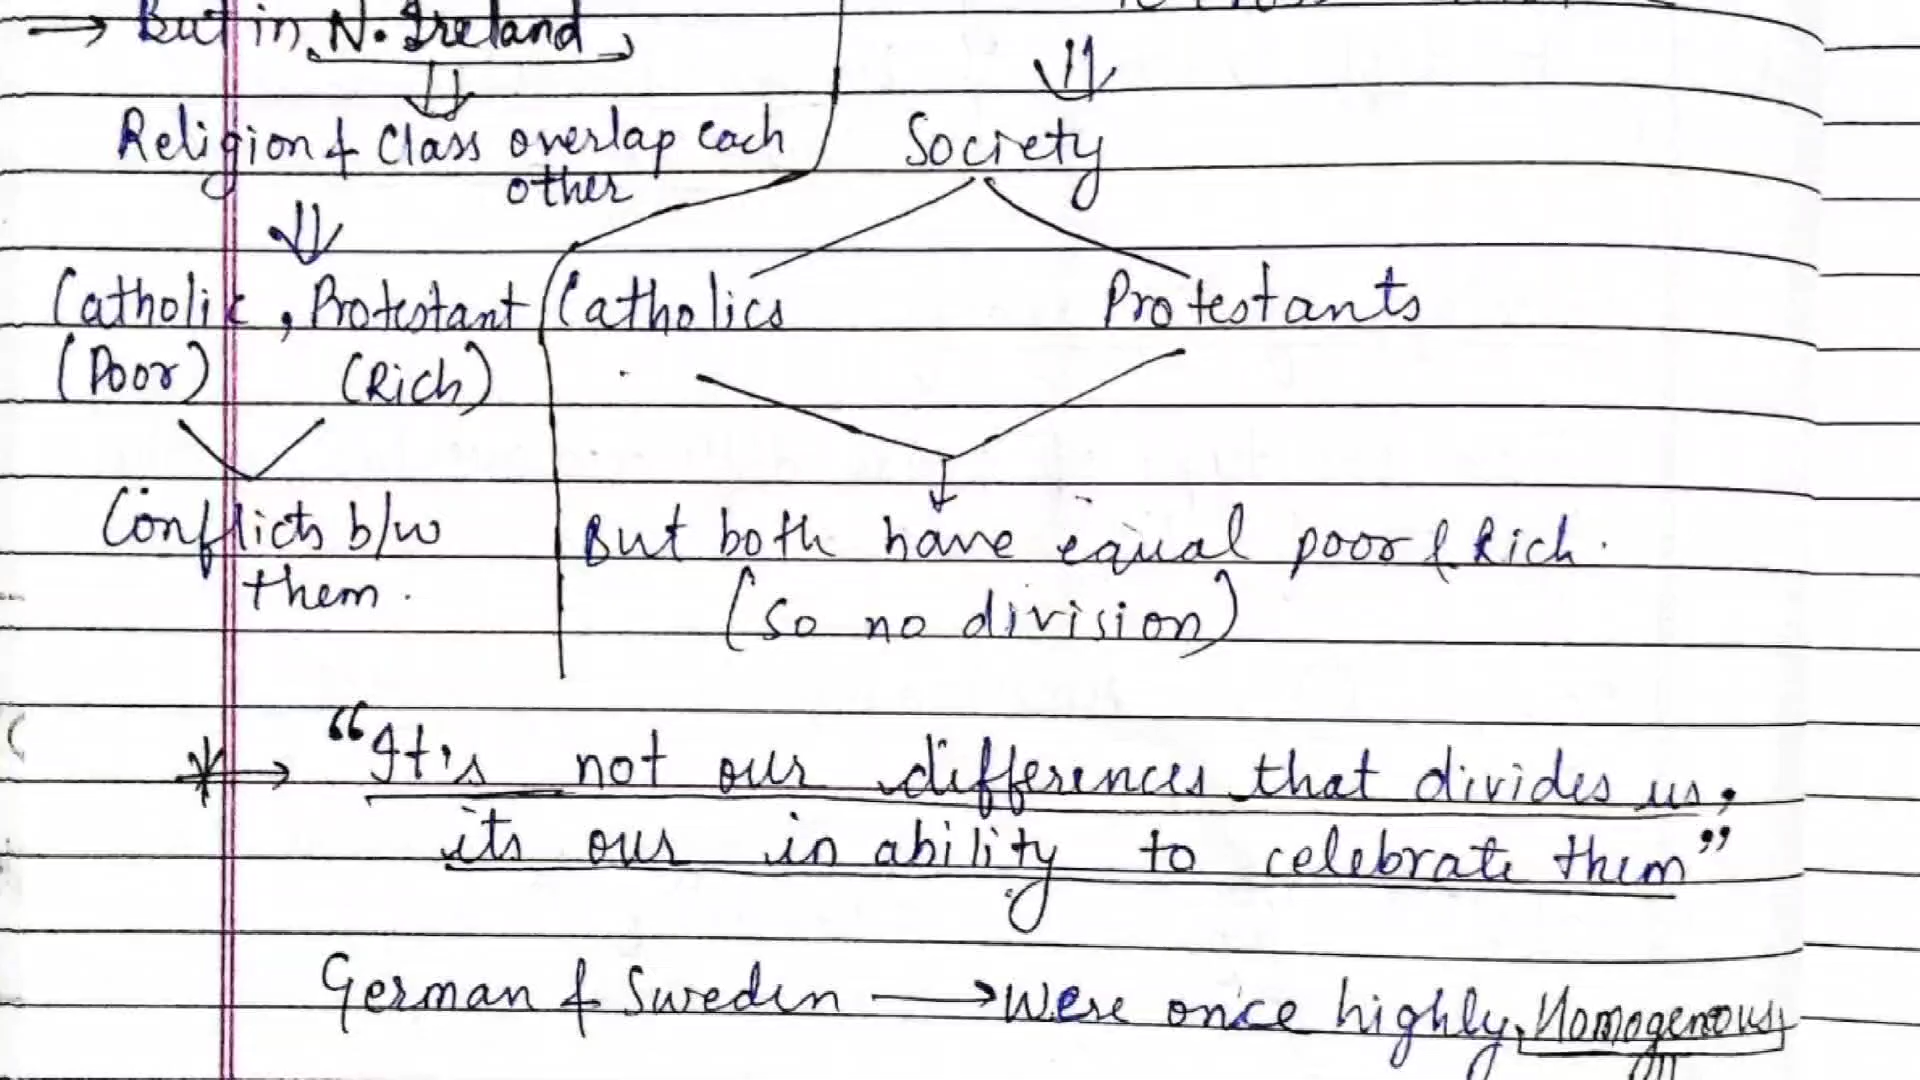 → But in N. Ireland
⇓
Religion & Class overlap each
other
⇓
Catholic, Protestant
(Poor) (Rich)
Conflicts b/w
them.
⇓
Society
Catholics Protestants
But both have equal poor & Rich.
(So no division)
* → “It's not our differences that divides us,
its our in ability to celebrate them”
German & Sweden → Were once highly Homogenous